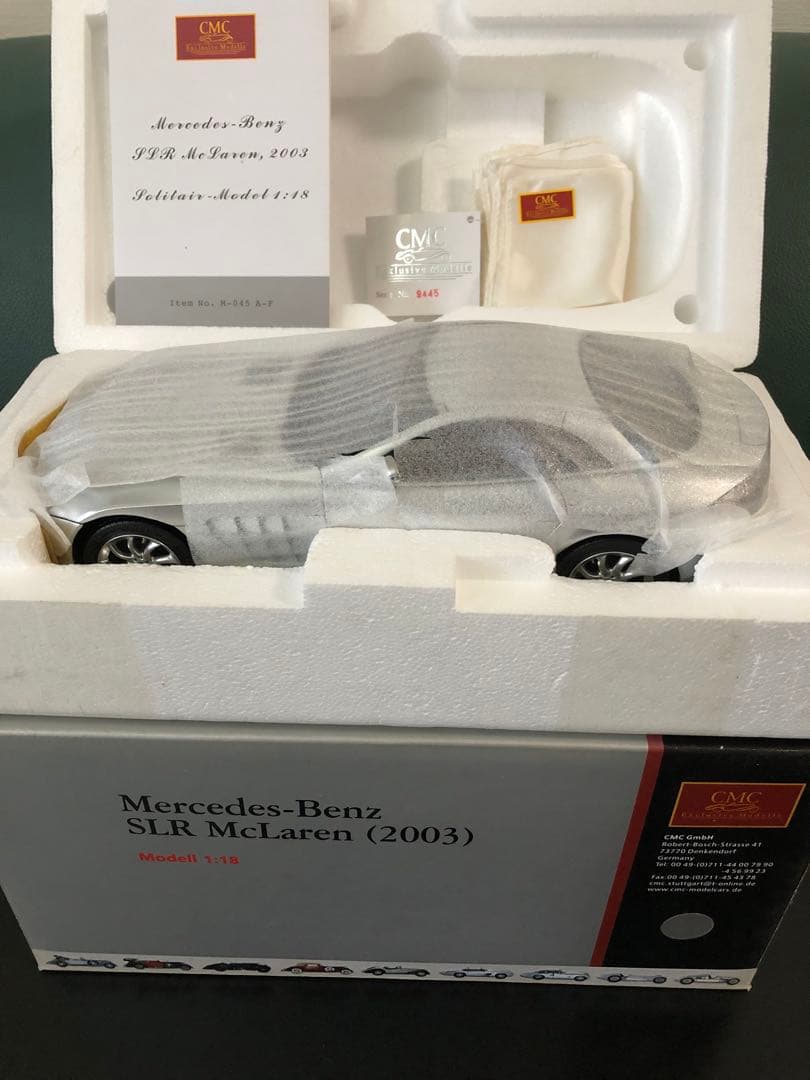 CMC
Exclusive Modelle
Mercedes-Benz
SLR McLaren, 2003
Solitair-Model 1:18
Item No. M-045 A-F
CMC
Exclusive Modelle
9445
CMC
Exclusive Modelle
Mercedes-Benz
SLR McLaren (2003)
Modell 1:18
CMC
Exclusive Modelle
CMC GmbH
Robert-Bosch-Strasse 41
73770 Denkendorf
Germany
Tel: 00 49-(0)711-44 00 79 90
-4 56 99 23
Fax:00 49-(0)711-45 43 78
cmc.stuttgart@t-online.de
www.cmc-modelcars.de